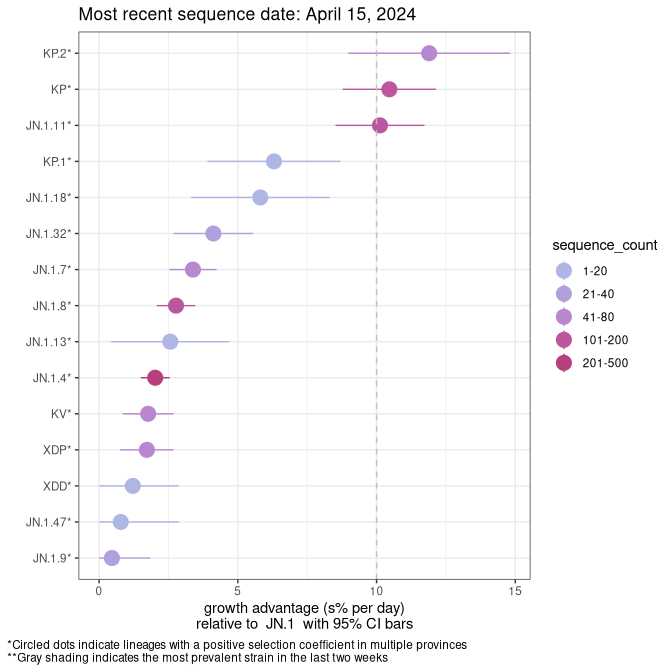 Most recent sequence date: April 15, 2024
KP.2*
KP*
JN.1.11*
KP.1*
JN.1.18*
JN.1.32*
JN.1.7*
JN.1.8*
JN.1.13*
JN.1.4*
KV*
XDP*
XDD*
JN.1.47*
JN.1.9*
0 5 10 15
growth advantage (s% per day)
relative to  JN.1  with 95% CI bars
sequence_count
1-20
21-40
41-80
101-200
201-500
*Circled dots indicate lineages with a positive selection coefficient in multiple provinces
**Gray shading indicates the most prevalent strain in the last two weeks